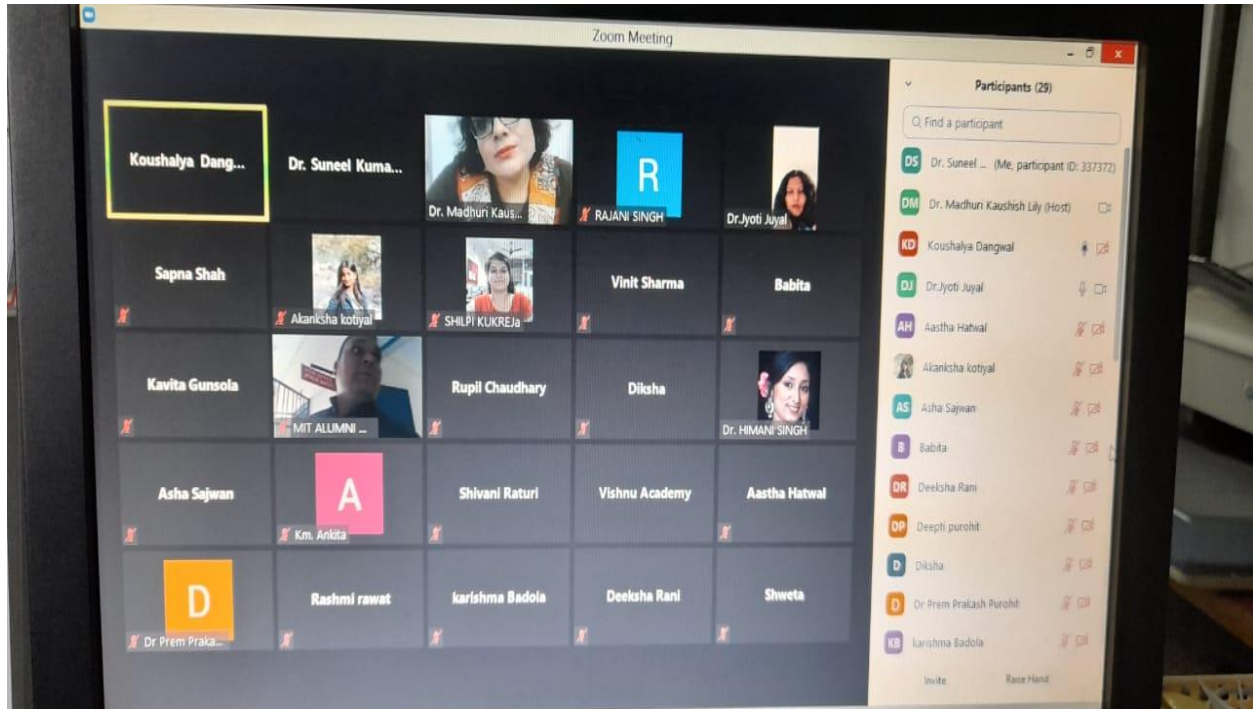 Zoom Meeting
Koushalya Dang...
Dr. Suneel Kuma...
Dr. Madhuri Kaus...
R
RAJANI SINGH
Dr.Jyoti Juyal
Sapna Shah
Akanksha kotiyal
SHILPI KUKREJa
Vinit Sharma
Babita
Kavita Gunsola
MIT ALUMNI ...
Rupil Chaudhary
Diksha
Dr. HIMANI SINGH
Asha Sajwan
A
Km. Ankita
Shivani Raturi
Vishnu Academy
Aastha Hatwal
D
Dr Prem Praka...
Rashmi rawat
karishma Badola
Deeksha Rani
Shweta
Participants (29)
Find a participant
DS Dr. Suneel ... (Me, participant ID: 337372)
DM Dr. Madhuri Kaushish Lily (Host)
KD Koushalya Dangwal
DJ Dr.Jyoti Juyal
AH Aastha Hatwal
Akanksha kotiyal
AS Asha Sajwan
B Babita
DR Deeksha Rani
DP Deepti purohit
D Diksha
D Dr Prem Prakash Purohit
KB karishma Badola
Invite Raise Hand